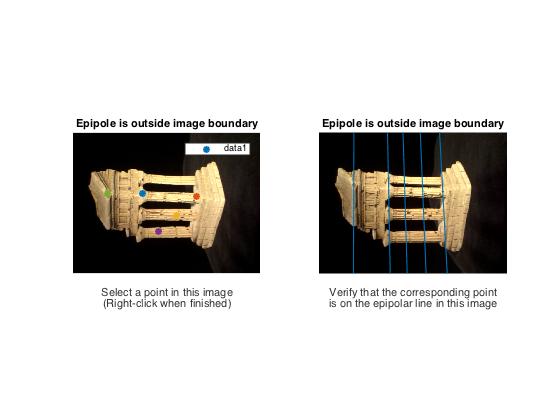 Epipole is outside image boundary
data1
Select a point in this image
(Right-click when finished)
Epipole is outside image boundary
Verify that the corresponding point
is on the epipolar line in this image